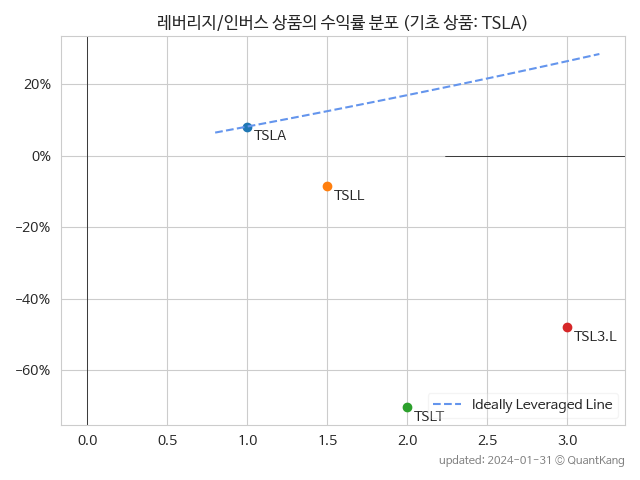 레버리지/인버스 상품의 수익률 분포 (기초 상품: TSLA)
20%
0%
−20%
−40%
−60%
TSLA
TSLL
TSL3.L
TSLT
Ideally Leveraged Line
0.0 0.5 1.0 1.5 2.0 2.5 3.0
updated: 2024-01-31 © QuantKang